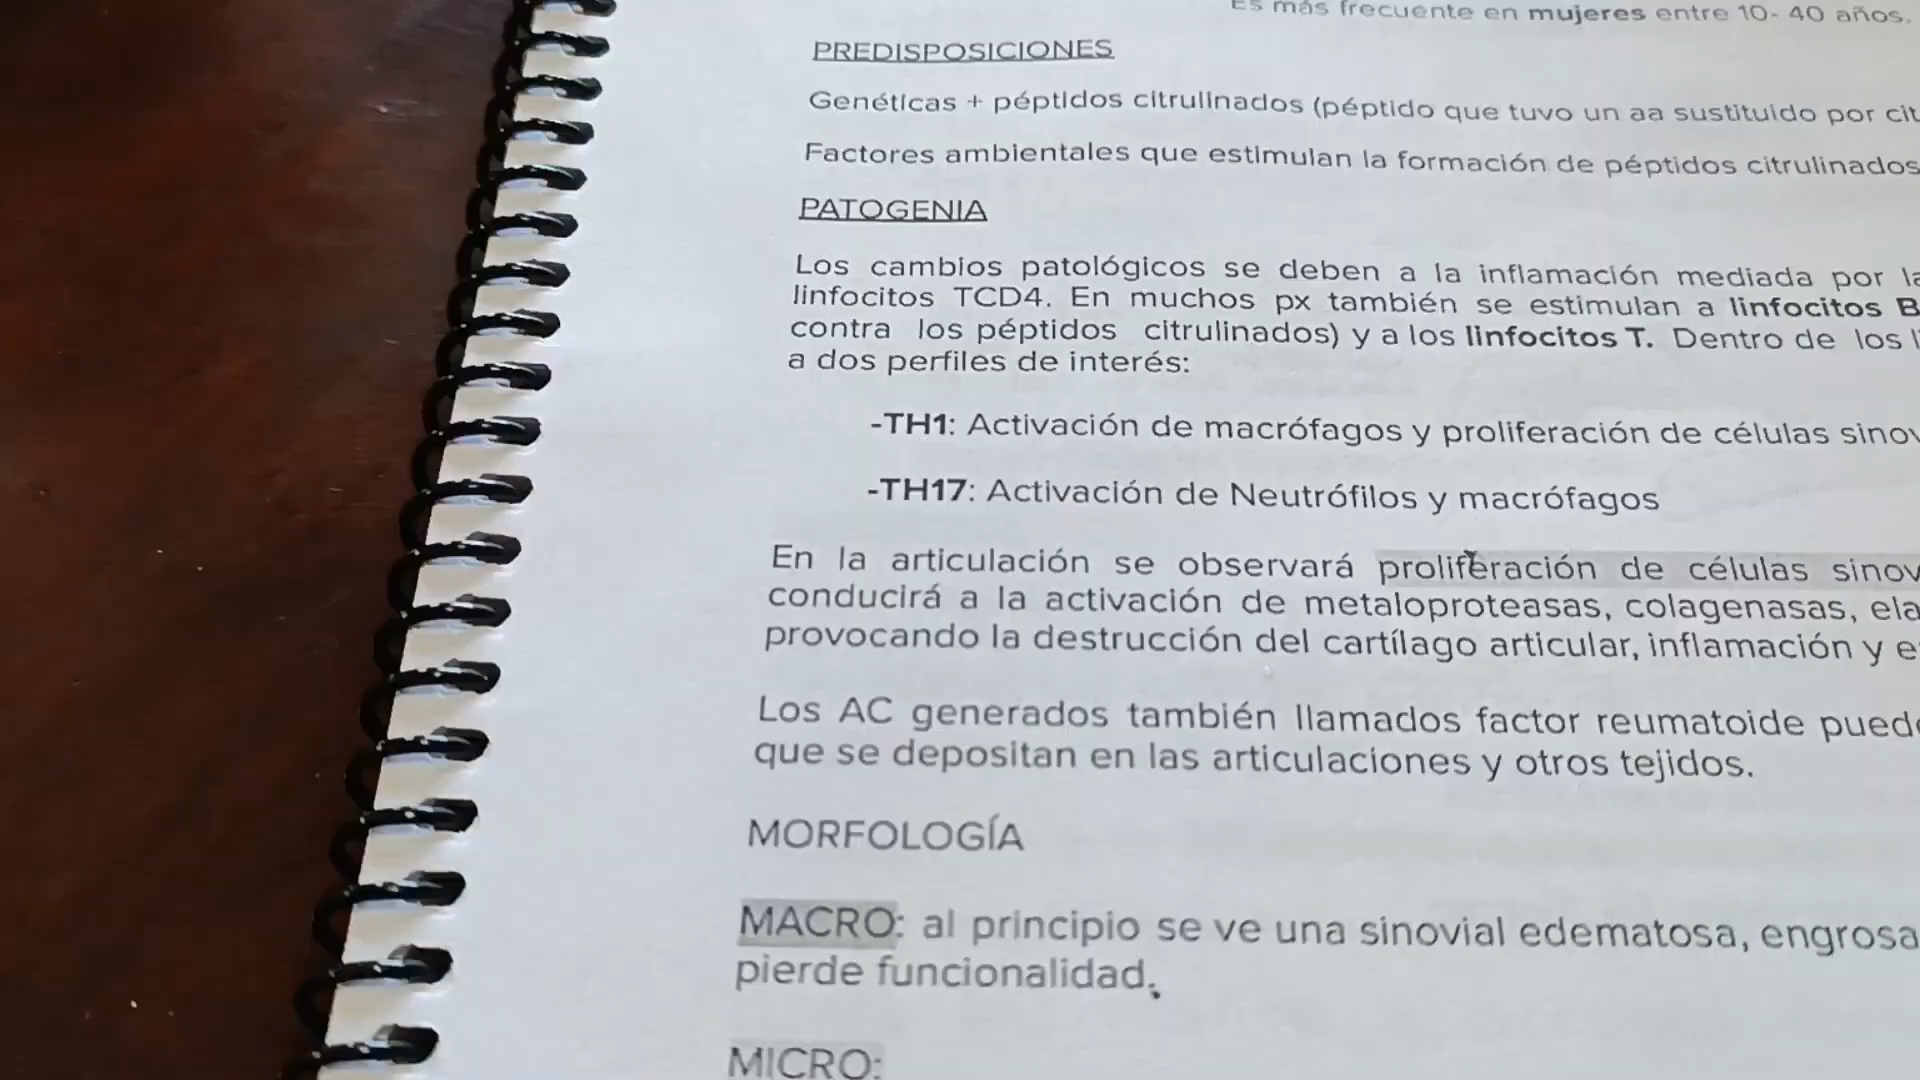 Es más frecuente en mujeres entre 10- 40 años.
PREDISPOSICIONES
Genéticas + péptidos citrulinados (péptido que tuvo un aa sustituido por cit
Factores ambientales que estimulan la formación de péptidos citrulinados
PATOGENIA
Los cambios patológicos se deben a la inflamación mediada por la
linfocitos TCD4. En muchos px también se estimulan a linfocitos B
contra los péptidos citrulinados) y a los linfocitos T. Dentro de los l
a dos perfiles de interés:
-TH1: Activación de macrófagos y proliferación de células sinov
-TH17: Activación de Neutrófilos y macrófagos
En la articulación se observará proliferación de células sinov
conducirá a la activación de metaloproteasas, colagenasas, ela
provocando la destrucción del cartílago articular, inflamación y e
Los AC generados también llamados factor reumatoide puede
que se depositan en las articulaciones y otros tejidos.
MORFOLOGÍA
MACRO: al principio se ve una sinovial edematosa, engrosa
pierde funcionalidad.
MICRO: